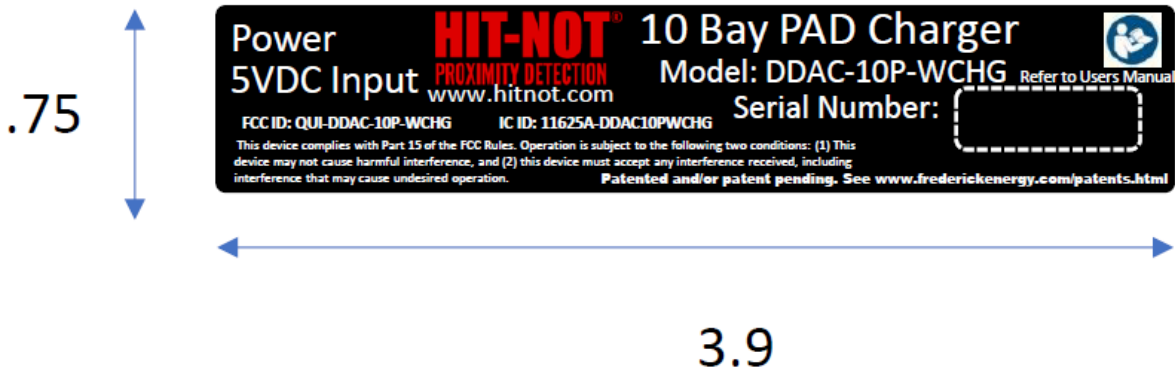 .75
Power
5VDC Input
HIT-NOT®
PROXIMITY DETECTION
www.hitnot.com
10 Bay PAD Charger
Model: DDAC-10P-WCHG
Refer to Users Manual
Serial Number:
FCC ID: QUI-DDAC-10P-WCHG IC ID: 11625A-DDAC10PWCHG
This device complies with Part 15 of the FCC Rules. Operation is subject to the following two conditions: (1) This
device may not cause harmful interference, and (2) this device must accept any interference received, including
interference that may cause undesired operation.
Patented and/or patent pending. See www.frederickenergy.com/patents.html
3.9